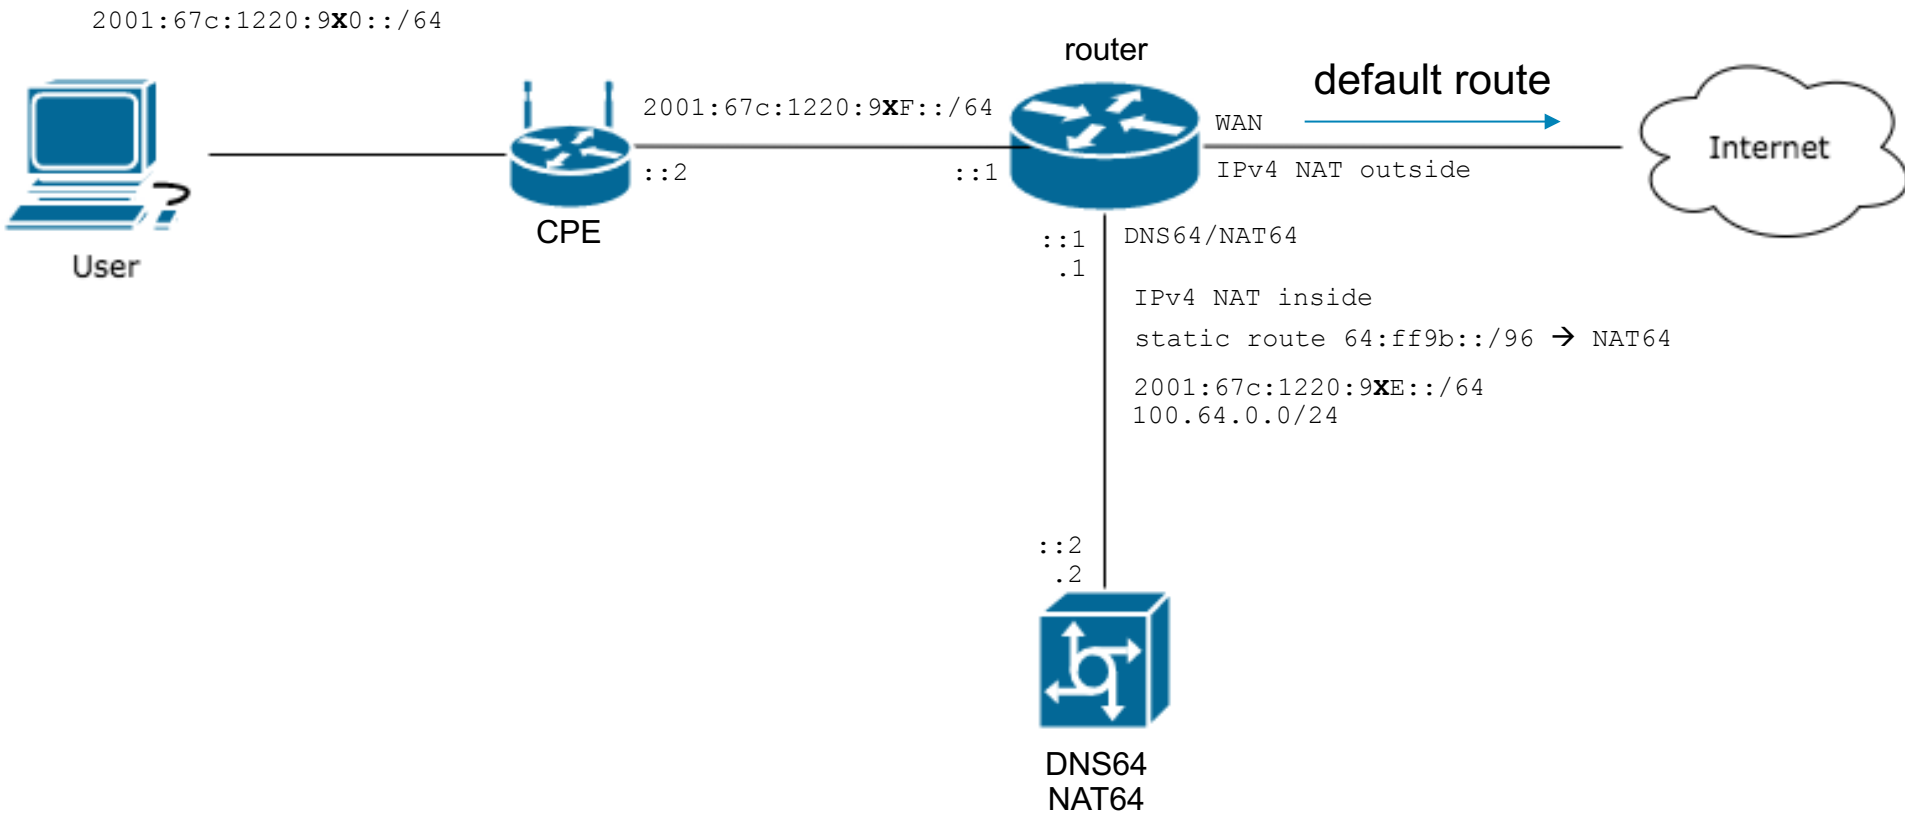 2001:67c:1220:9X0::/64
router
default route
2001:67c:1220:9XF::/64
WAN
Internet
::2
::1
IPv4 NAT outside
CPE
User
::1
.1
DNS64/NAT64
IPv4 NAT inside
static route 64:ff9b::/96 → NAT64
2001:67c:1220:9XE::/64
100.64.0.0/24
::2
.2
DNS64
NAT64